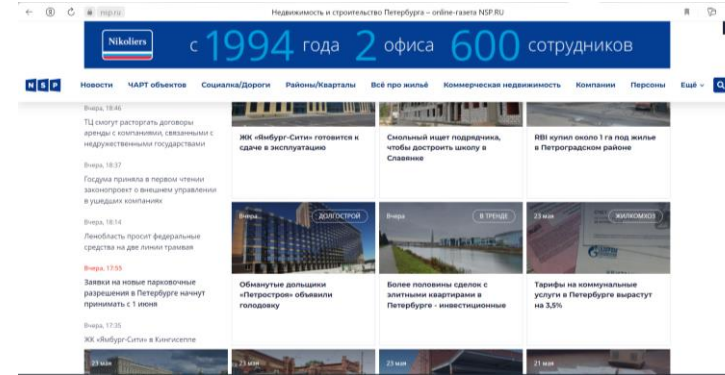 nsp.ru
Недвижимость и строительство Петербурга – online-газета NSP.RU
Nikoliers
с 1994 года 2 офиса 600 сотрудников
NSP
Новости ЧАРТ объектов Социалка/Дороги Районы/Кварталы Всё про жильё Коммерческая недвижимость Компании Персоны Ещё
Вчера, 18:46
ТЦ смогут расторгать договоры
аренды с компаниями, связанными с
недружественными государствами
Вчера, 18:37
Госдума приняла в первом чтении
законопроект о внешнем управлении
в ушедших компаниях
Вчера, 18:14
Ленобласть просит федеральные
средства на две линии трамвая
Вчера, 17:55
Заявки на новые парковочные
разрешения в Петербурге начнут
принимать с 1 июня
Вчера, 17:35
ЖК «Ямбург-Сити» в Кингисеппе
ЖК «Ямбург-Сити» готовится к
сдаче в эксплуатацию
Смольный ищет подрядчика,
чтобы достроить школу в
Славянке
RBI купил около 1 га под жилье
в Петроградском районе
Вчера ДОЛГОСТРОЙ
Обманутые дольщики
«Петростроя» объявили
голодовку
Вчера В ТРЕНДЕ
Более половины сделок с
элитными квартирами в
Петербурге - инвестиционные
23 мая ЖИЛКОМХОЗ
Тарифы на коммунальные
услуги в Петербурге вырастут
на 3,5%
23 мая
23 мая
23 мая
21 мая